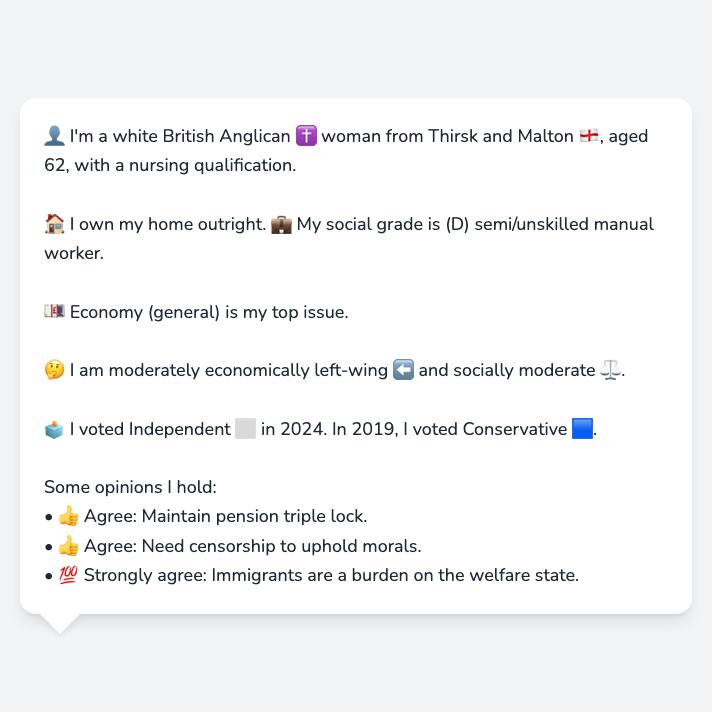 👤 I'm a white British Anglican ✝️ woman from Thirsk and Malton 🏴󠁧󠁢󠁥󠁮󠁧󠁿, aged
62, with a nursing qualification.
🏠 I own my home outright. 💼 My social grade is (D) semi/unskilled manual
worker.
💷 Economy (general) is my top issue.
🤔 I am moderately economically left-wing ⬅️ and socially moderate ⚖️.
🗳️ I voted Independent ⬜ in 2024. In 2019, I voted Conservative 🟦.
Some opinions I hold:
• 👍 Agree: Maintain pension triple lock.
• 👍 Agree: Need censorship to uphold morals.
• 💯 Strongly agree: Immigrants are a burden on the welfare state.